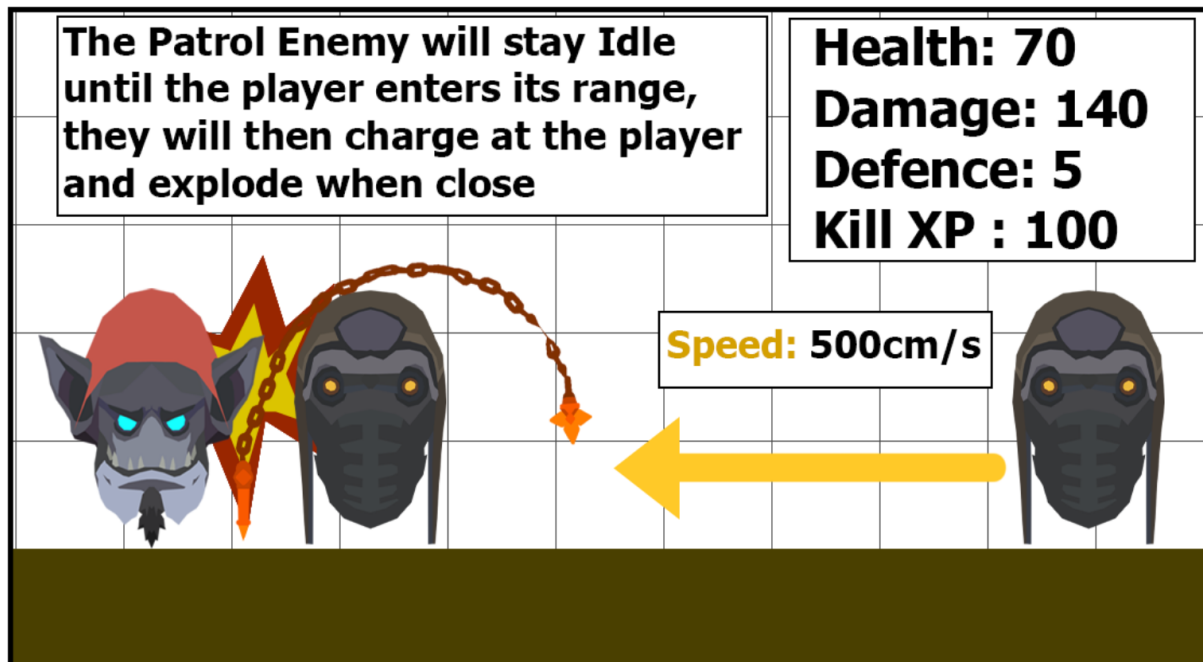 The Patrol Enemy will stay Idle
until the player enters its range,
they will then charge at the player
and explode when close
Health: 70
Damage: 140
Defence: 5
Kill XP : 100
Speed: 500cm/s